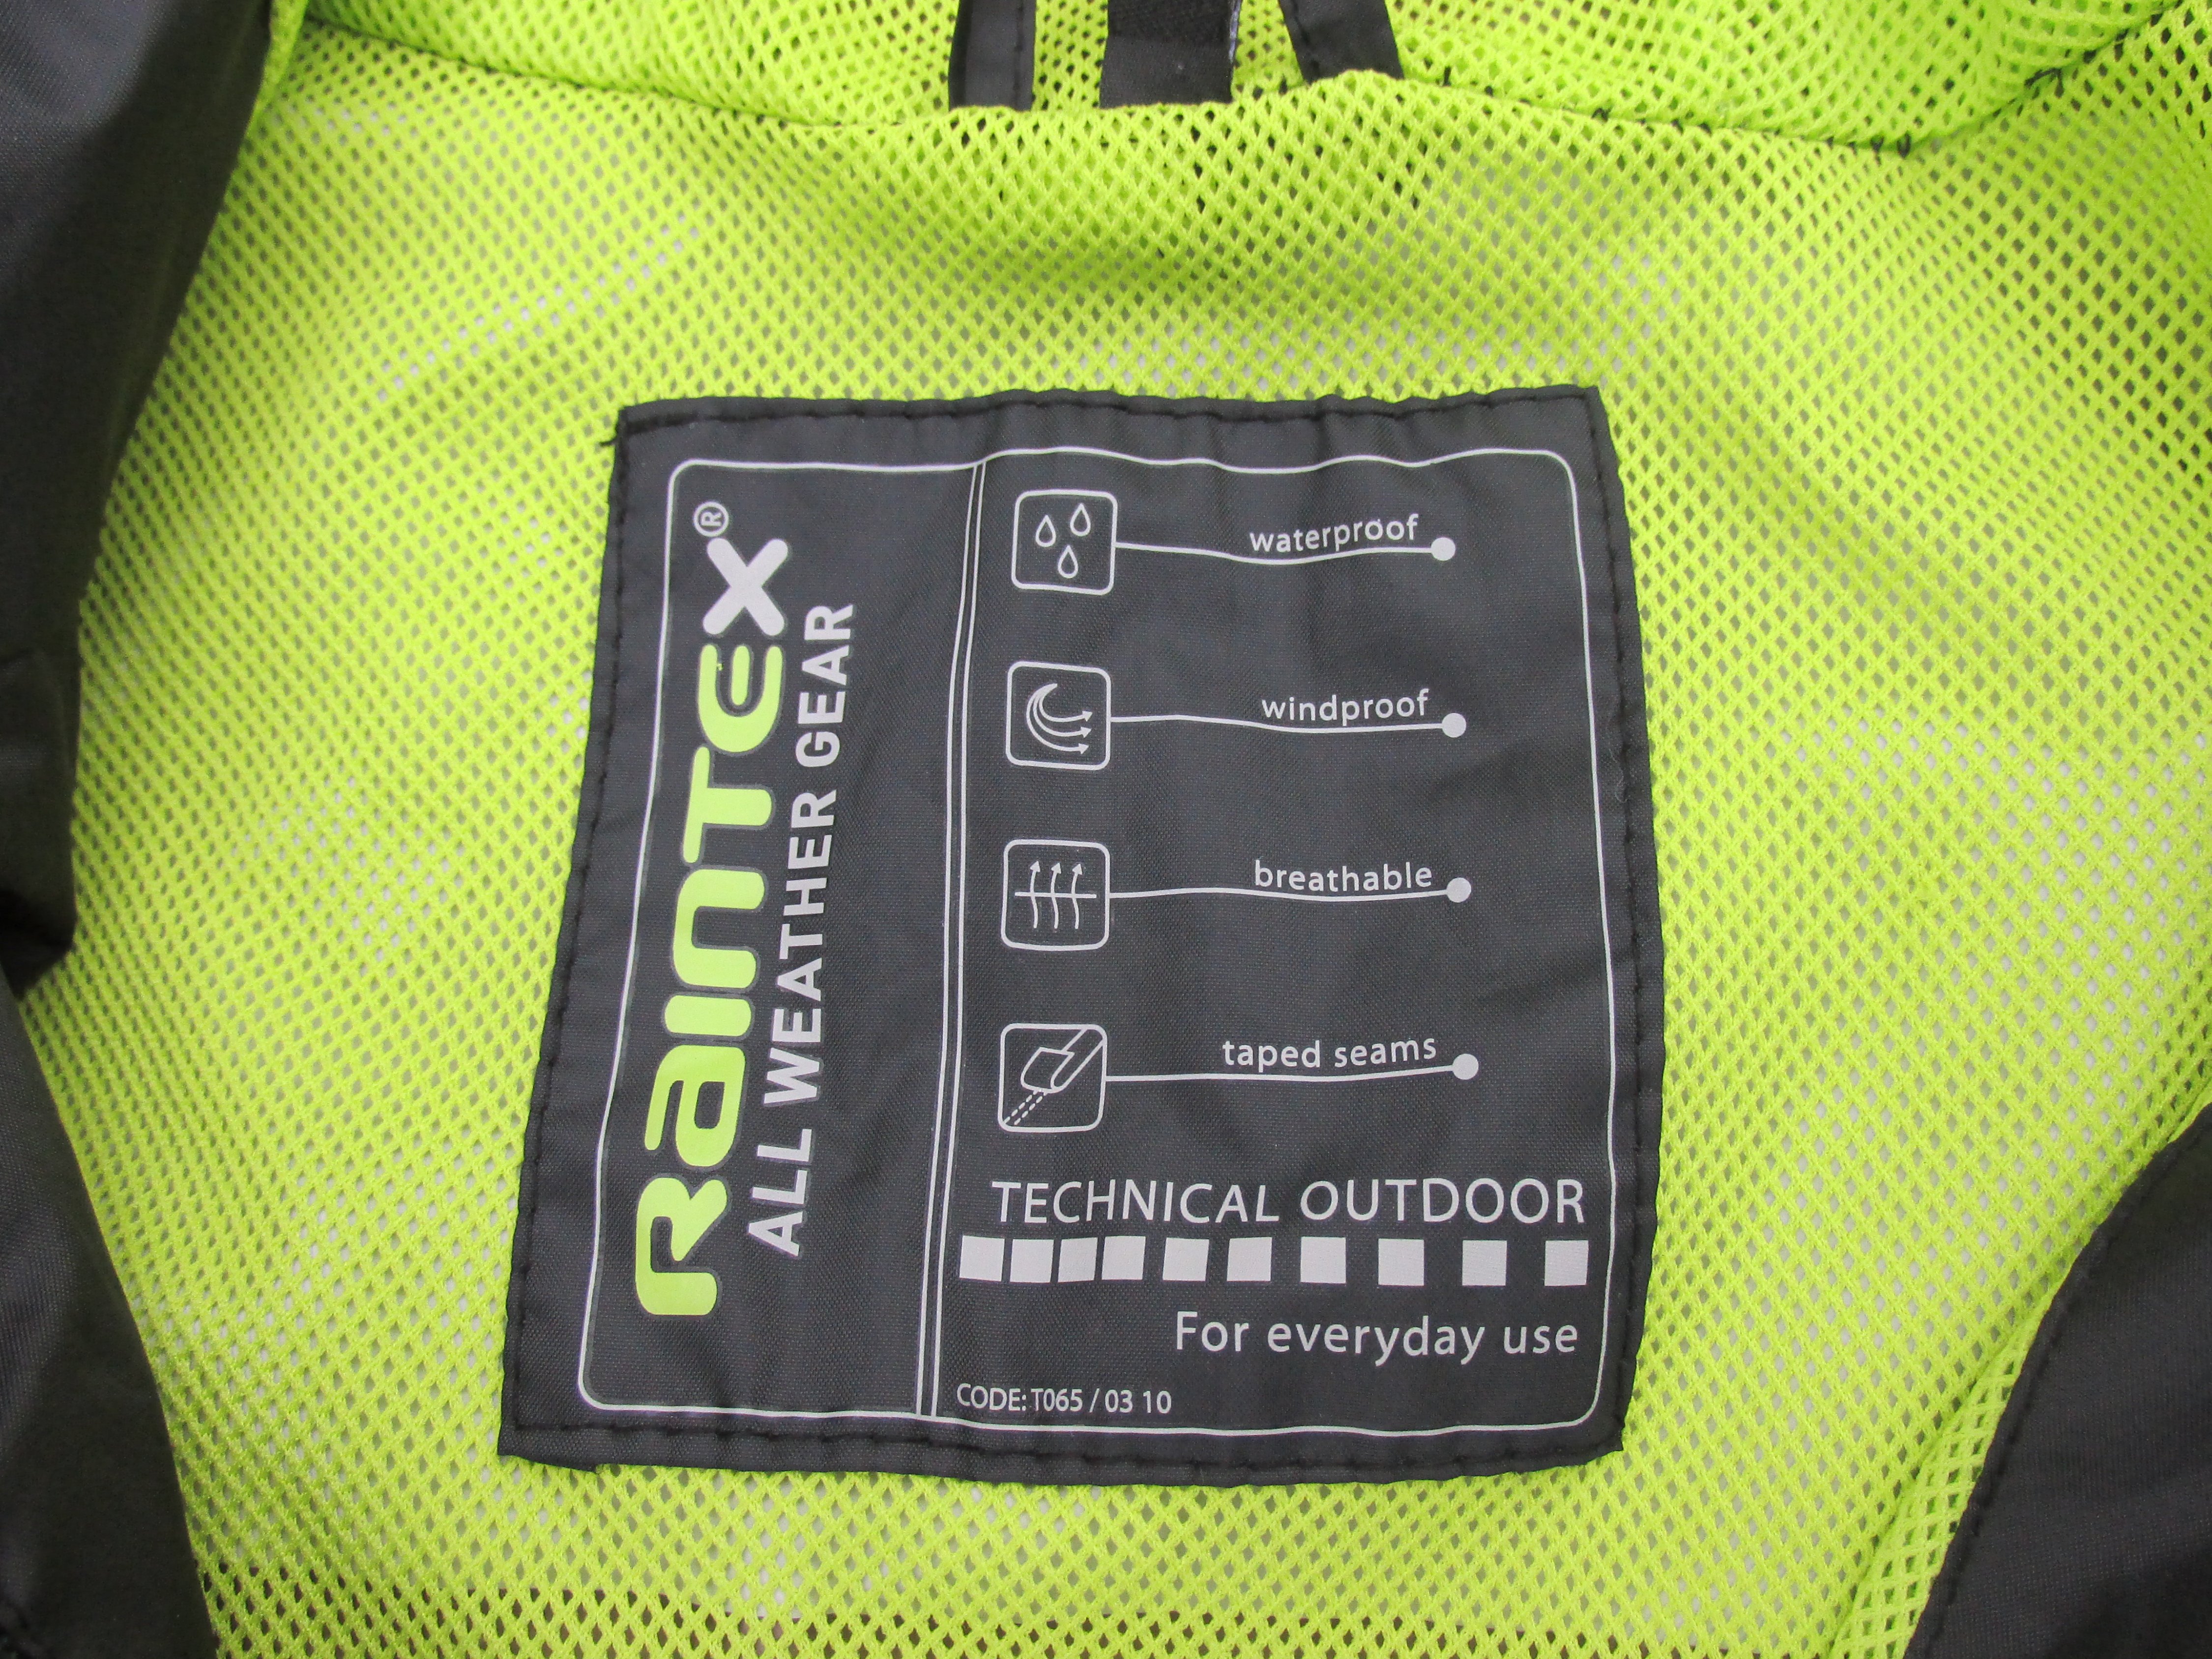 RainTex®
ALL WEATHER GEAR
waterproof
windproof
breathable
taped seams
TECHNICAL OUTDOOR
For everyday use
CODE: T065 / 03 10